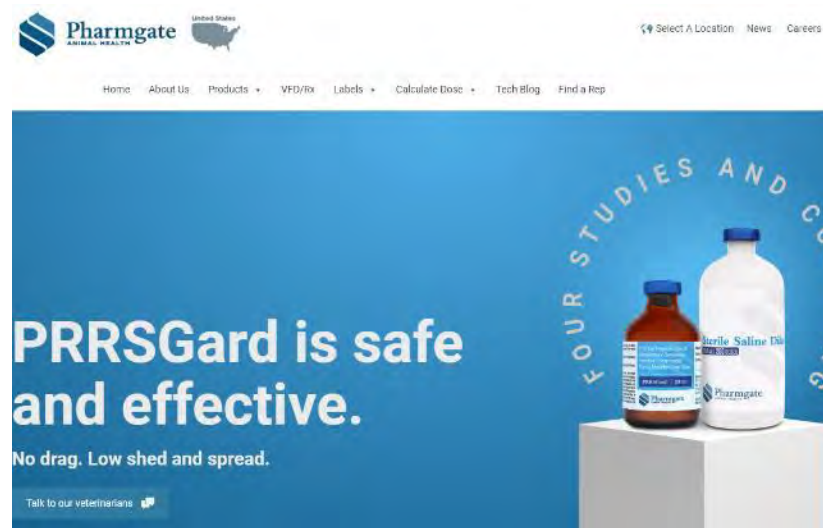 United States
Pharmgate
ANIMAL HEALTH
Select A Location News Careers
Home About Us Products VFD/Rx Labels Calculate Dose Tech Blog Find a Rep
FOUR STUDIES AND
PRRSGard is safe
and effective.
No drag. Low shed and spread.
Talk to our veterinarians
Sterile Saline
Pharmgate
Pharmgate